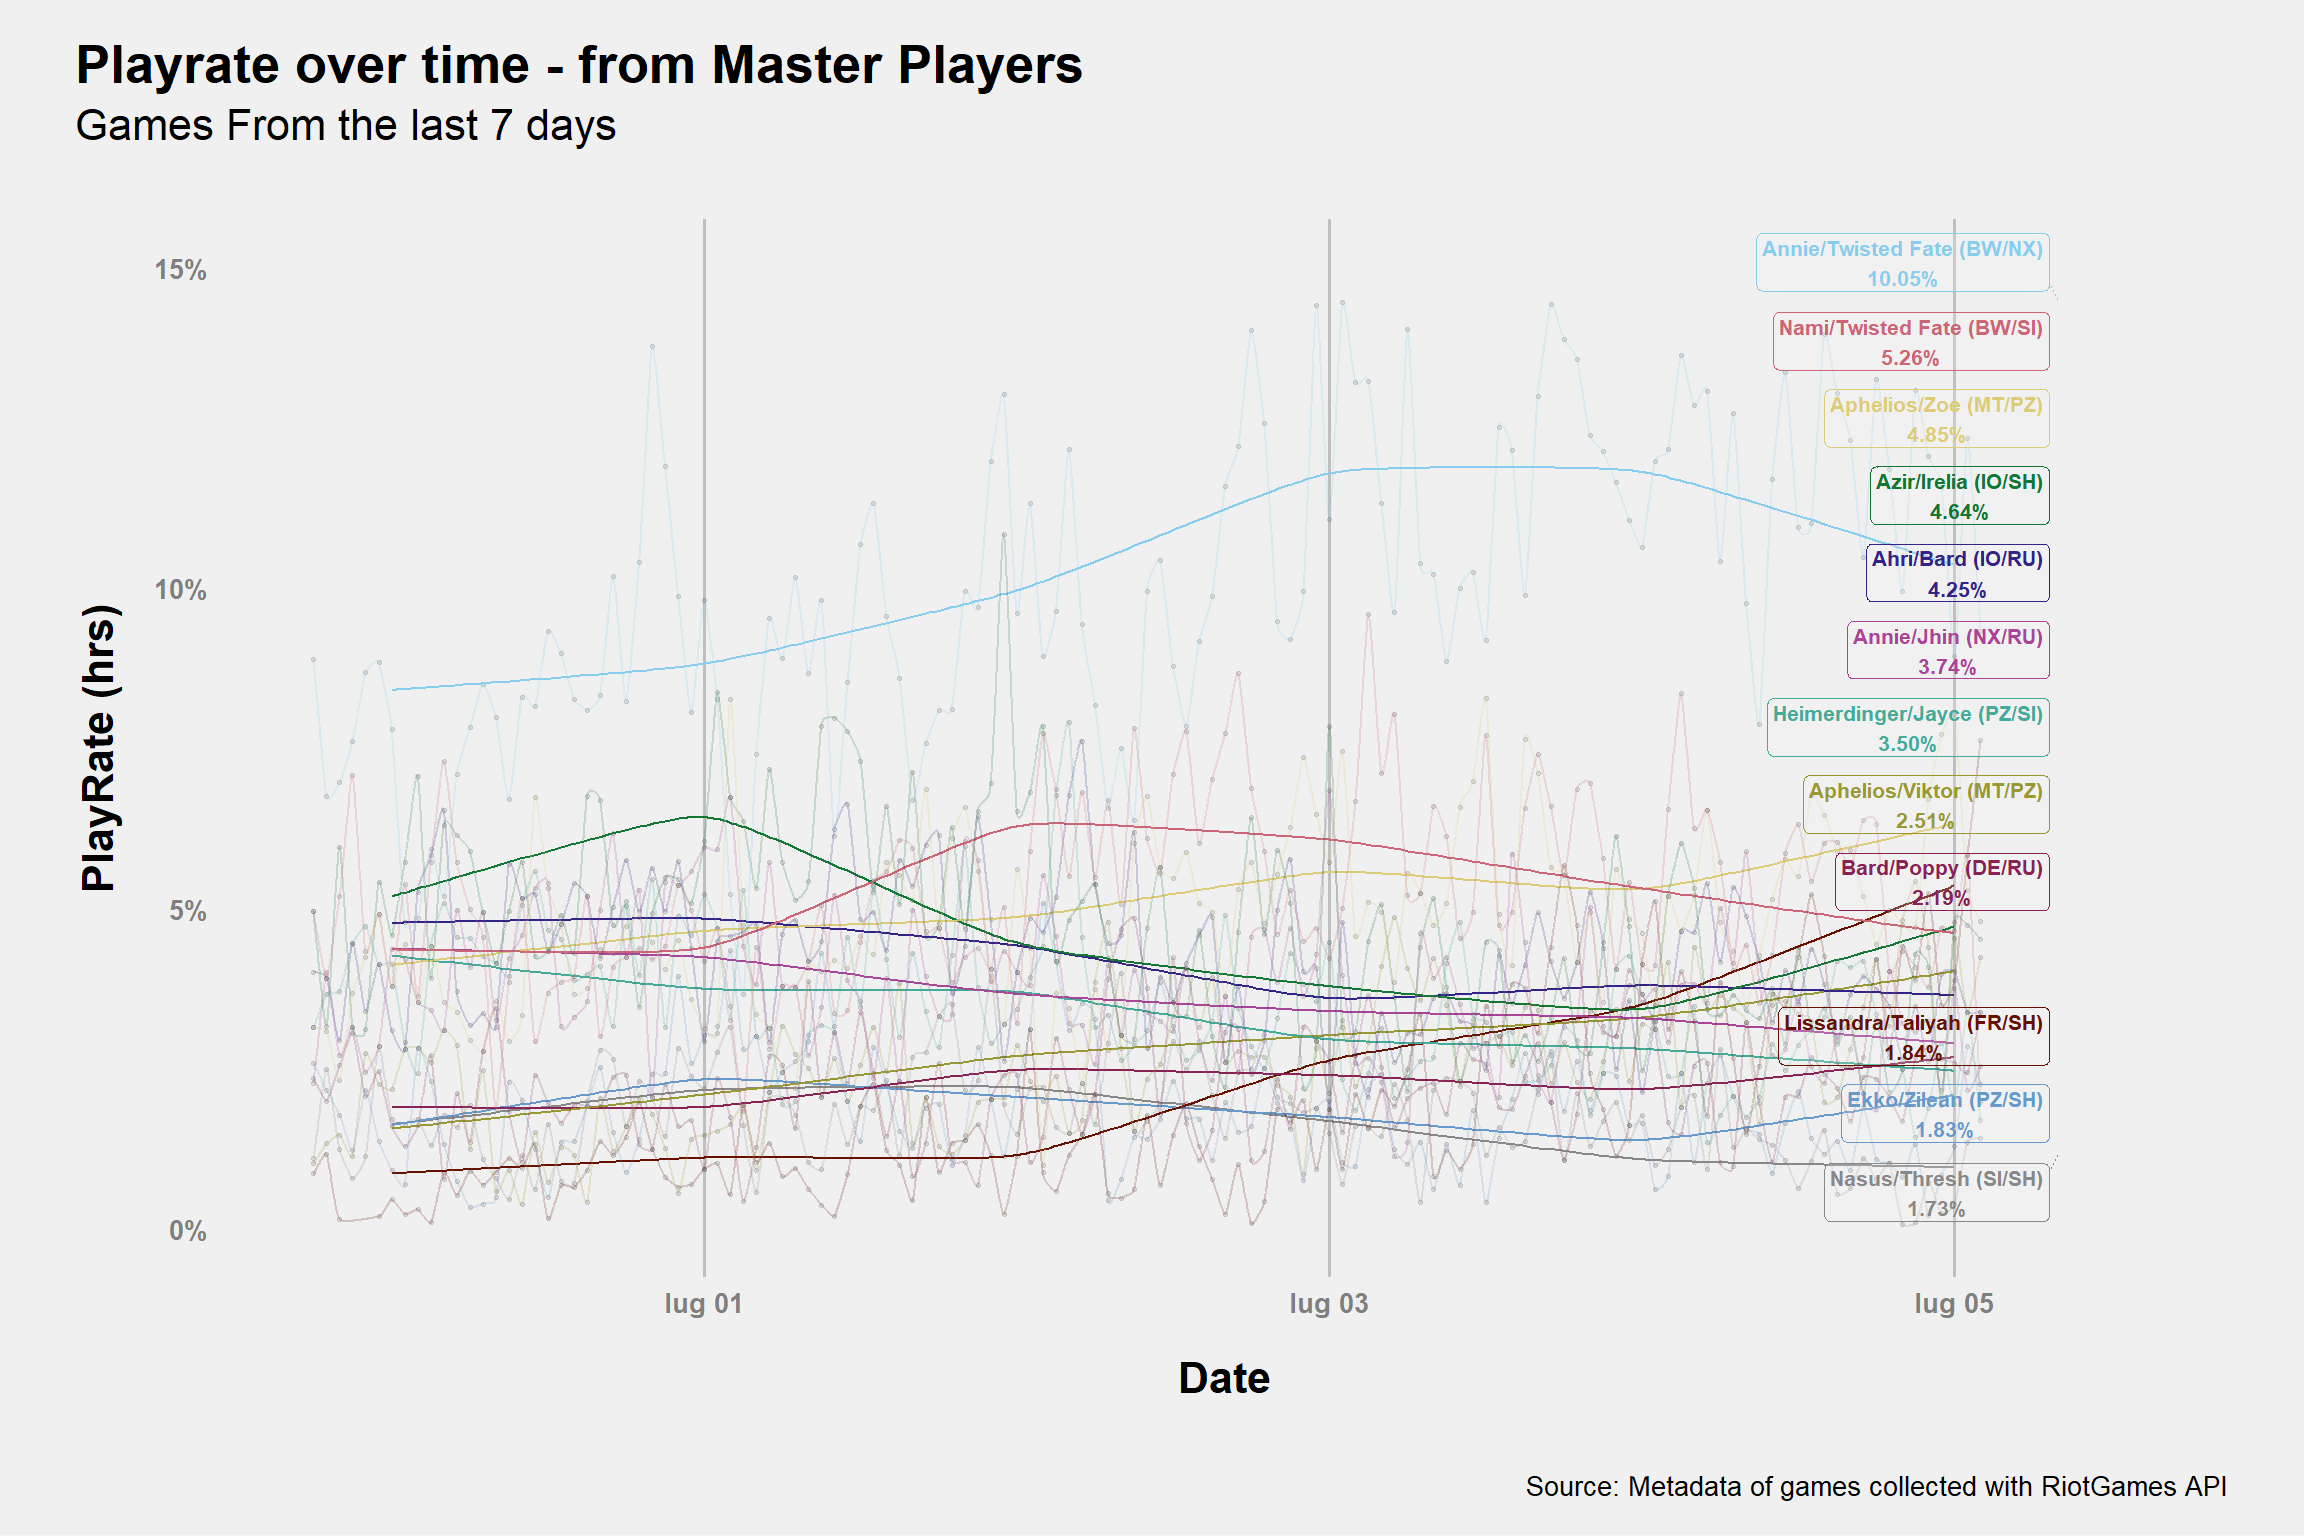 Playrate over time - from Master Players
Games From the last 7 days
15%
10%
5%
0%
PlayRate (hrs)
Annie/Twisted Fate (BW/NX)
10.05%
Nami/Twisted Fate (BW/SI)
5.26%
Aphelios/Zoe (MT/PZ)
4.85%
Azir/Irelia (IO/SH)
4.64%
Ahri/Bard (IO/RU)
4.25%
Annie/Jhin (NX/RU)
3.74%
Heimerdinger/Jayce (PZ/SI)
3.50%
Aphelios/Viktor (MT/PZ)
2.51%
Bard/Poppy (DE/RU)
2.19%
Lissandra/Taliyah (FR/SH)
1.84%
Ekko/Zilean (PZ/SH)
1.83%
Nasus/Thresh (SI/SH)
1.73%
lug 01
lug 03
lug 05
Date
Source: Metadata of games collected with RiotGames API